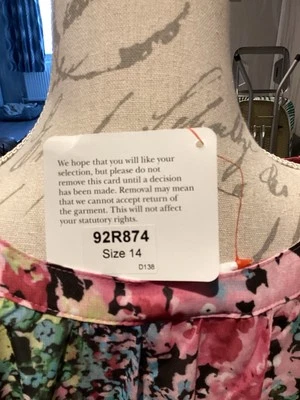 We hope that you will like your
selection, but please do not
remove this card until a decision
has been made. Removal may mean
that we cannot accept return of
the garment. This will not affect
your statutory rights.
92R874
Size 14
D138